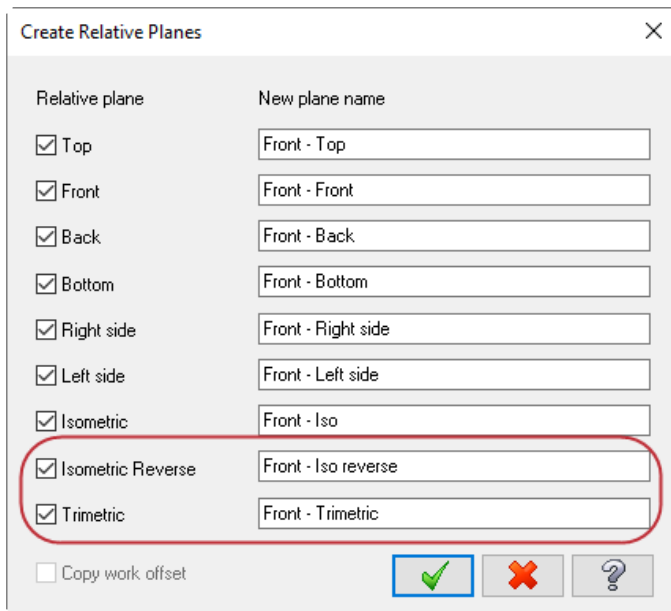 Create Relative Planes
Relative plane New plane name
Top Front - Top
Front Front - Front
Back Front - Back
Bottom Front - Bottom
Right side Front - Right side
Left side Front - Left side
Isometric Front - Iso
Isometric Reverse Front - Iso reverse
Trimetric Front - Trimetric
Copy work offset